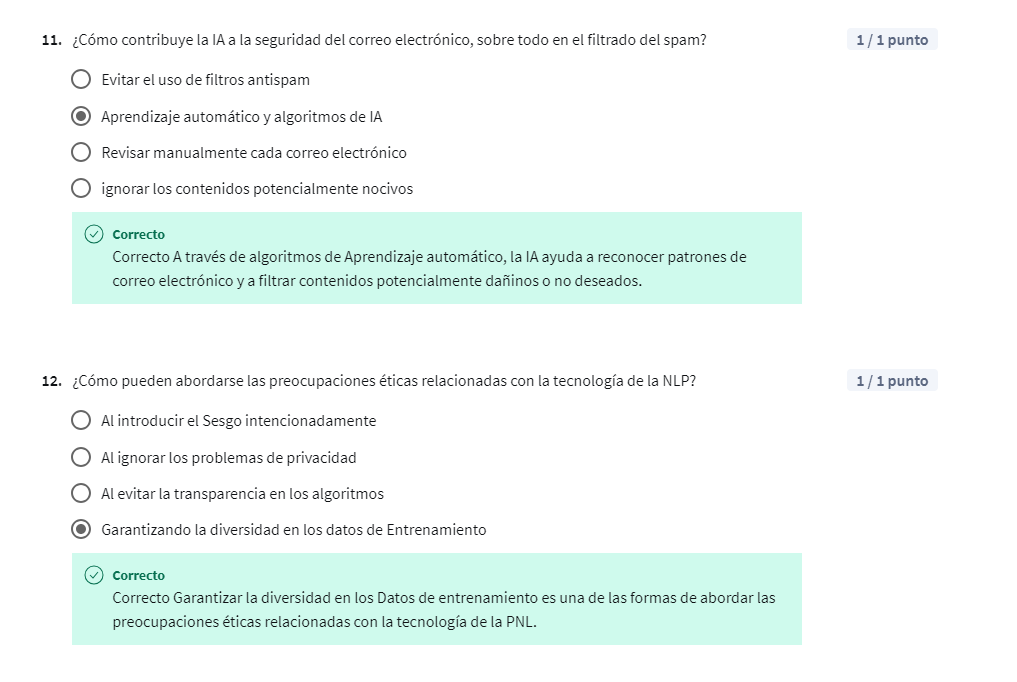 11. ¿Cómo contribuye la IA a la seguridad del correo electrónico, sobre todo en el filtrado del spam?
1 / 1 punto
Evitar el uso de filtros antispam
Aprendizaje automático y algoritmos de IA
Revisar manualmente cada correo electrónico
ignorar los contenidos potencialmente nocivos
Correcto
Correcto A través de algoritmos de Aprendizaje automático, la IA ayuda a reconocer patrones de
correo electrónico y a filtrar contenidos potencialmente dañinos o no deseados.
12. ¿Cómo pueden abordarse las preocupaciones éticas relacionadas con la tecnología de la NLP?
1 / 1 punto
Al introducir el Sesgo intencionadamente
Al ignorar los problemas de privacidad
Al evitar la transparencia en los algoritmos
Garantizando la diversidad en los datos de Entrenamiento
Correcto
Correcto Garantizar la diversidad en los Datos de entrenamiento es una de las formas de abordar las
preocupaciones éticas relacionadas con la tecnología de la PNL.